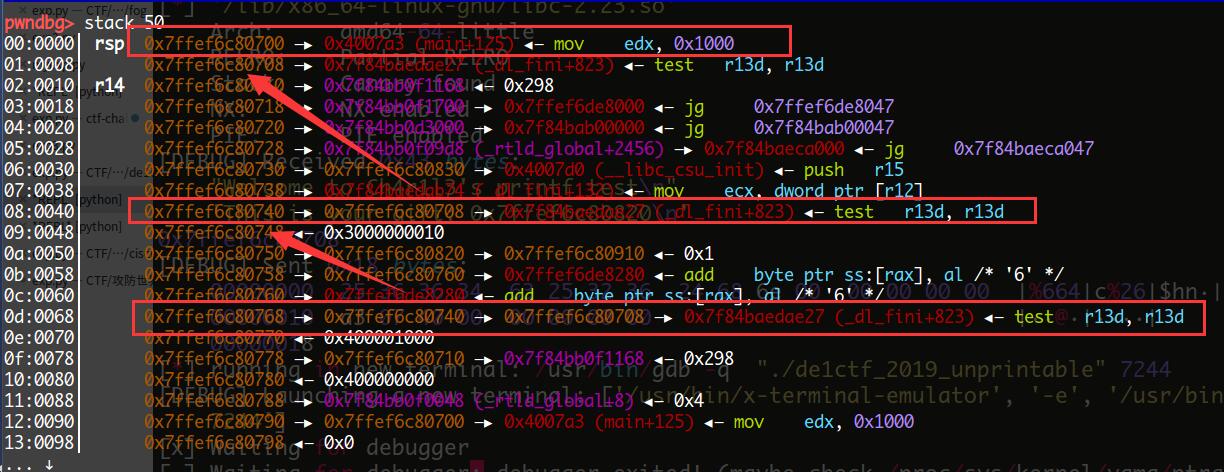 pwndbg> stack 50
00:0000│ rsp 0x7ffef6c80700 —▸ 0x4007a3 (main+125) ◂— mov edx, 0x1000
01:0008│ 0x7ffef6c80708 —▸ 0x7f84baedae27 (_dl_fini+823) ◂— test r13d, r13d
02:0010│ r14 0x7ffef6c80710 —▸ 0x7f84bb0f1168 ◂— 0x298
03:0018│ 0x7ffef6c80718 —▸ 0x7f84bb0f1700 —▸ 0x7ffef6de8000 ◂— jg 0x7ffef6de8047
04:0020│ 0x7ffef6c80720 —▸ 0x7f84bb0d3000 —▸ 0x7f84bab00000 ◂— jg 0x7f84bab00047
05:0028│ 0x7ffef6c80728 —▸ 0x7f84bb0f09d8 (_rtld_global+2456) —▸ 0x7f84baeca000 ◂— jg 0x7f84baeca047
06:0030│ 0x7ffef6c80730 —▸ 0x7ffef6c80830 —▸ 0x4007d0 (__libc_csu_init) ◂— push r15
07:0038│ 0x7ffef6c80738 —▸ ◂— mov ecx, dword ptr [r12]
08:0040│ 0x7ffef6c80740 —▸ 0x7ffef6c80708 —▸ 0x7f84baedae27 (_dl_fini+823) ◂— test r13d, r13d
09:0048│ 0x7ffef6c80748 ◂— 0x3000000010
0a:0050│ 0x7ffef6c80750 —▸ 0x7ffef6c80820 —▸ 0x7ffef6c80910 ◂— 0x1
0b:0058│ 0x7ffef6c80758 —▸ 0x7ffef6c80760 —▸ 0x7ffef6de8280 ◂— add byte ptr ss:[rax], al /* '6' */
0c:0060│ 0x7ffef6c80760 —▸ 0x7ffef6de8280 ◂— add byte ptr ss:[rax], al /* '6' */
0d:0068│ 0x7ffef6c80768 —▸ 0x7ffef6c80740 —▸ 0x7ffef6c80708 —▸ 0x7f84baedae27 (_dl_fini+823) ◂— test r13d, r13d
0e:0070│ 0x7ffef6c80770 ◂— 0x400001000
0f:0078│ 0x7ffef6c80778 —▸ 0x7ffef6c80710 —▸ 0x7f84bb0f1168 ◂— 0x298
10:0080│ 0x7ffef6c80780 ◂— 0x400000000
11:0088│ 0x7ffef6c80788 —▸ 0x7f84bb0f0048 (_rtld_global+8) ◂— 0x4
12:0090│ 0x7ffef6c80790 —▸ 0x7ffef6c80700 —▸ 0x4007a3 (main+125) ◂— mov edx, 0x1000
13:0098│ 0x7ffef6c80798 ◂— 0x0
... ↓